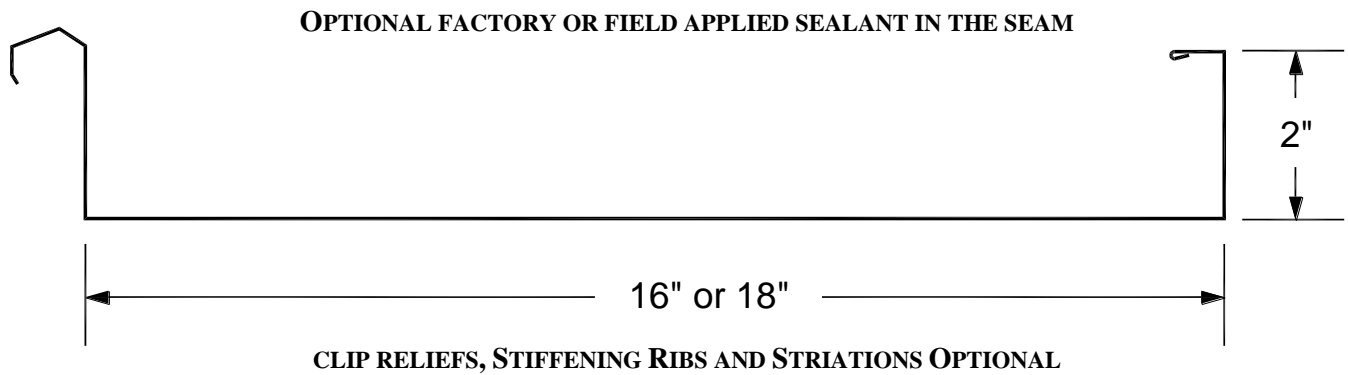 OPTIONAL FACTORY OR FIELD APPLIED SEALANT IN THE SEAM
2"
16" or 18"
CLIP RELIEFS, STIFFENING RIBS AND STRIATIONS OPTIONAL